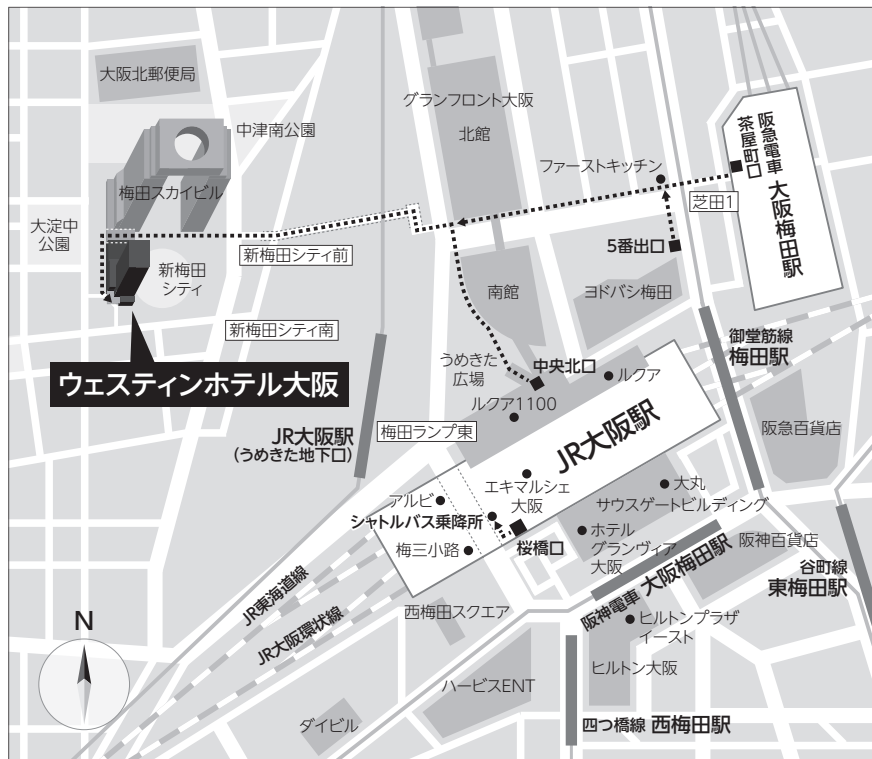 大阪北郵便局
中津南公園
梅田スカイビル
大淀中
公園
新梅田
シティ
新梅田シティ前
新梅田シティ南
ウェスティンホテル大阪
グランフロント大阪
北館
ファーストキッチン
阪急電車 大阪梅田駅
茶屋町口
芝田1
5番出口
南館
ヨドバシ梅田
御堂筋線
梅田駅
うめきた
広場
中央北口
ルクア
ルクア1100
JR大阪駅
(うめきた地下口)
梅田ランプ東
JR大阪駅
阪急百貨店
アルビ
エキマルシェ
大阪
大丸
サウスゲートビルディング
シャトルバス乗降所
梅三小路
桜橋口
ホテル
グランヴィア
大阪
阪神百貨店
谷町線
東梅田駅
阪神電車 大阪梅田駅
JR東海道線
JR大阪環状線
西梅田スクエア
ヒルトンプラザ
イースト
ヒルトン大阪
ハービスENT
ダイビル
四つ橋線 西梅田駅
N